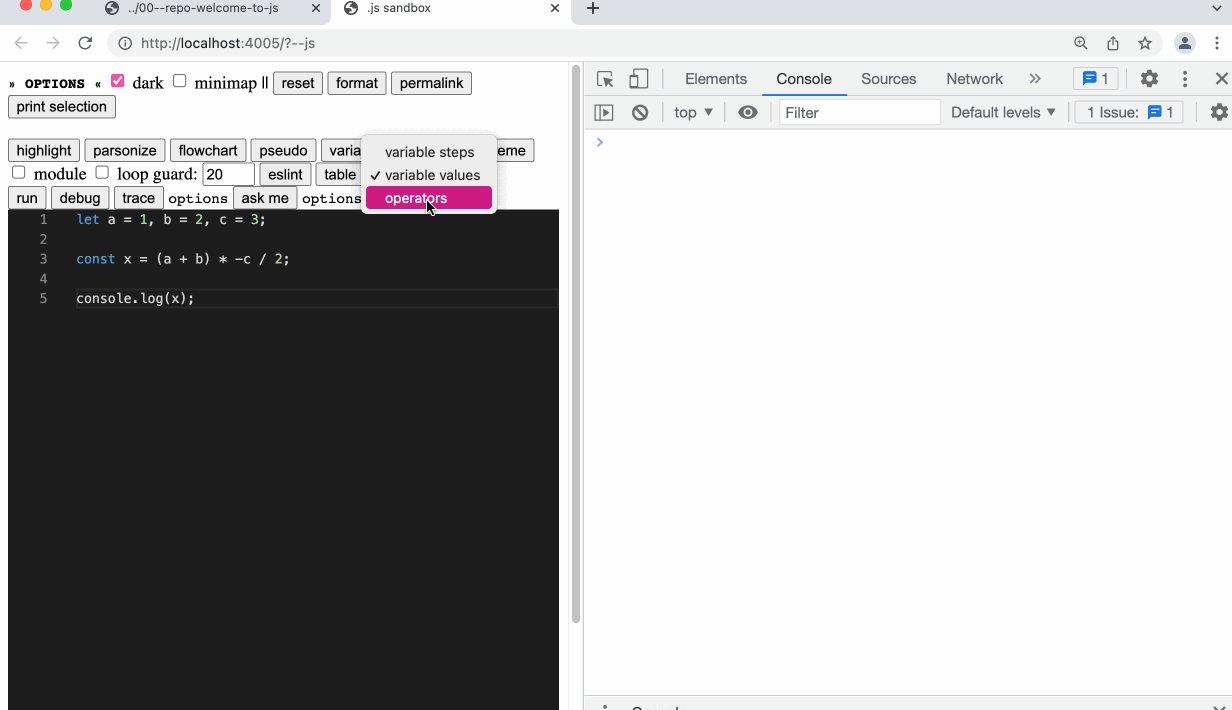 ../00--repo-welcome-to-js
.js sandbox
http://localhost:4005/?--js
» OPTIONS « dark minimap || reset format permalink
print selection
highlight parsonize flowchart pseudo varia eme
module loop guard: 20 eslint table
run debug trace options ask me options
variable steps
✓ variable values
operators
1 let a = 1, b = 2, c = 3;
2
3 const x = (a + b) * -c / 2;
4
5 console.log(x);
Elements Console Sources Network » 1
top ▼ Filter Default levels ▼ 1 Issue: 1
>